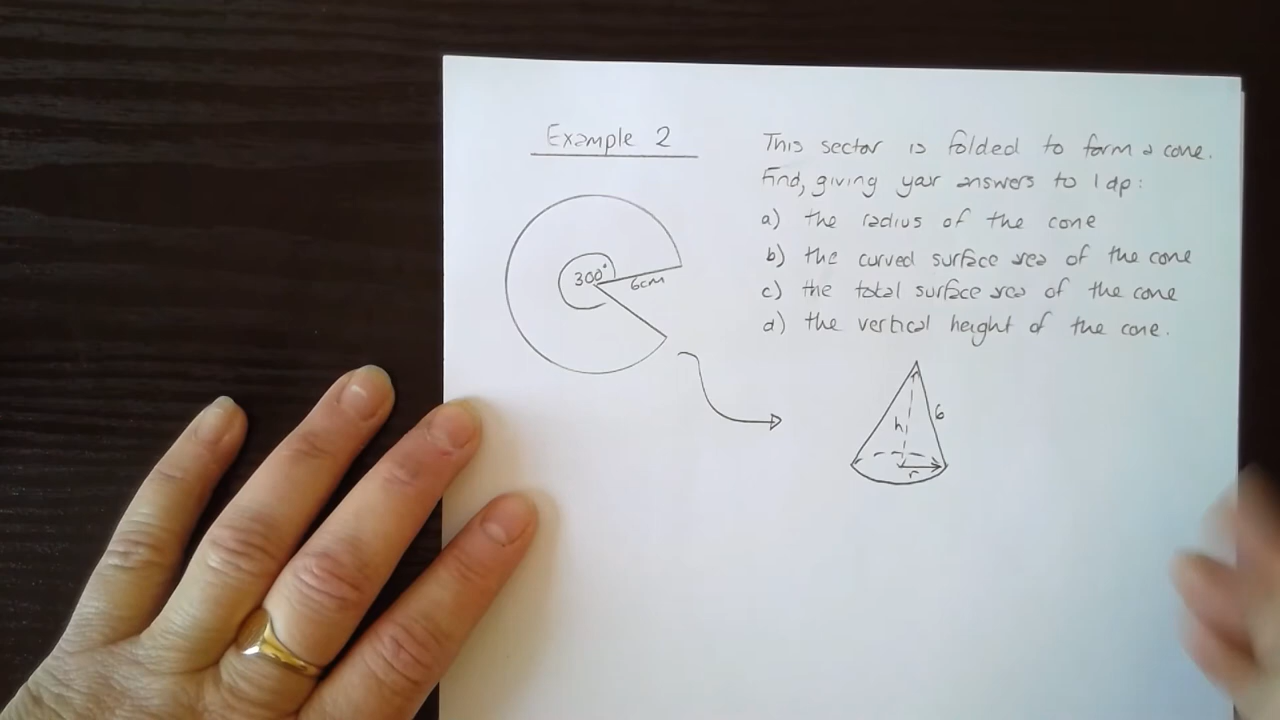 Example 2
300°
6cm
This sector is folded to form a cone.
Find, giving your answers to 1dp:
a) the radius of the cone
b) the curved surface area of the cone
c) the total surface area of the cone
d) the vertical height of the cone.
h
6
r